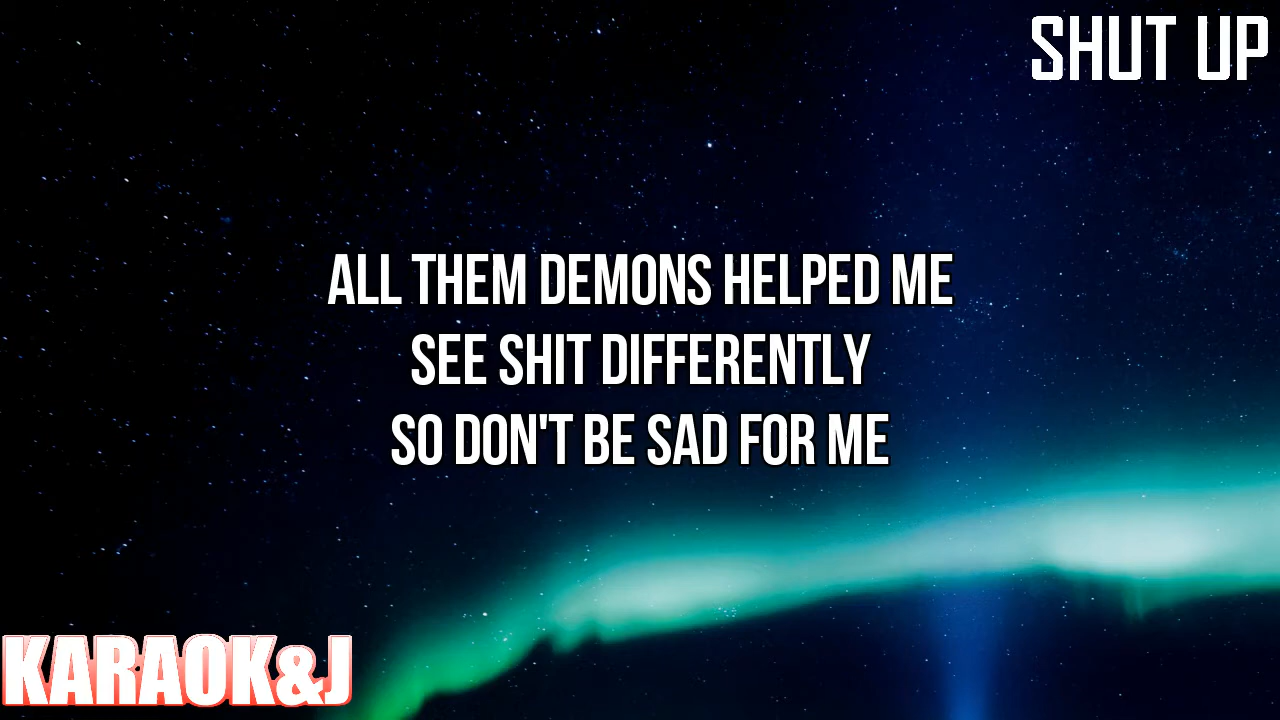 SHUT UP
ALL THEM DEMONS HELPED ME
SEE SHIT DIFFERENTLY
SO DON'T BE SAD FOR ME
KARAOK&J